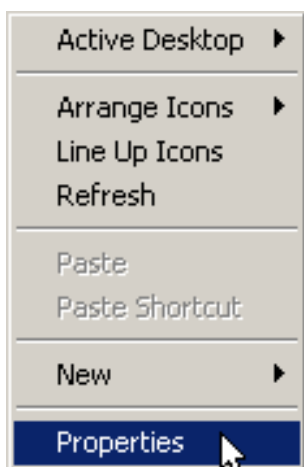 Active Desktop
Arrange Icons
Line Up Icons
Refresh
Paste
Paste Shortcut
New
Properties